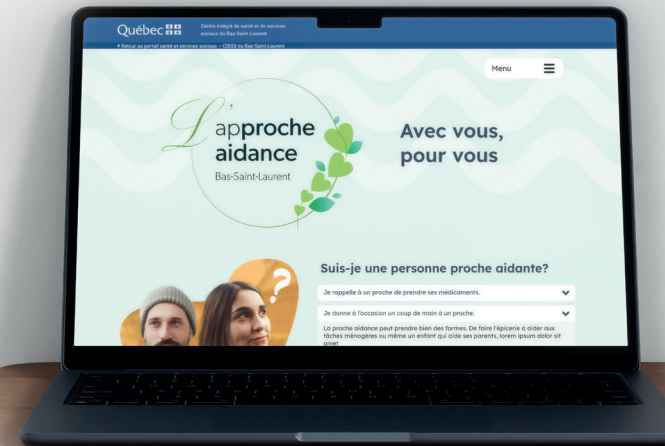 Québec
Centre intégré de santé et de services
sociaux du Bas-Saint-Laurent
Retour au portail santé et services sociaux – CISSS du Bas-Saint-Laurent
Menu
L'approche
aidance
Bas-Saint-Laurent
Avec vous,
pour vous
?
Suis-je une personne proche aidante?
Je rappelle à un proche de prendre ses médicaments.
Je donne à l'occasion un coup de main à un proche.
La proche aidance peut prendre bien des formes. De faire l'épicerie à aider aux
tâches ménagères ou même un enfant qui aide ses parents, lorem ipsum dolor sit
amet